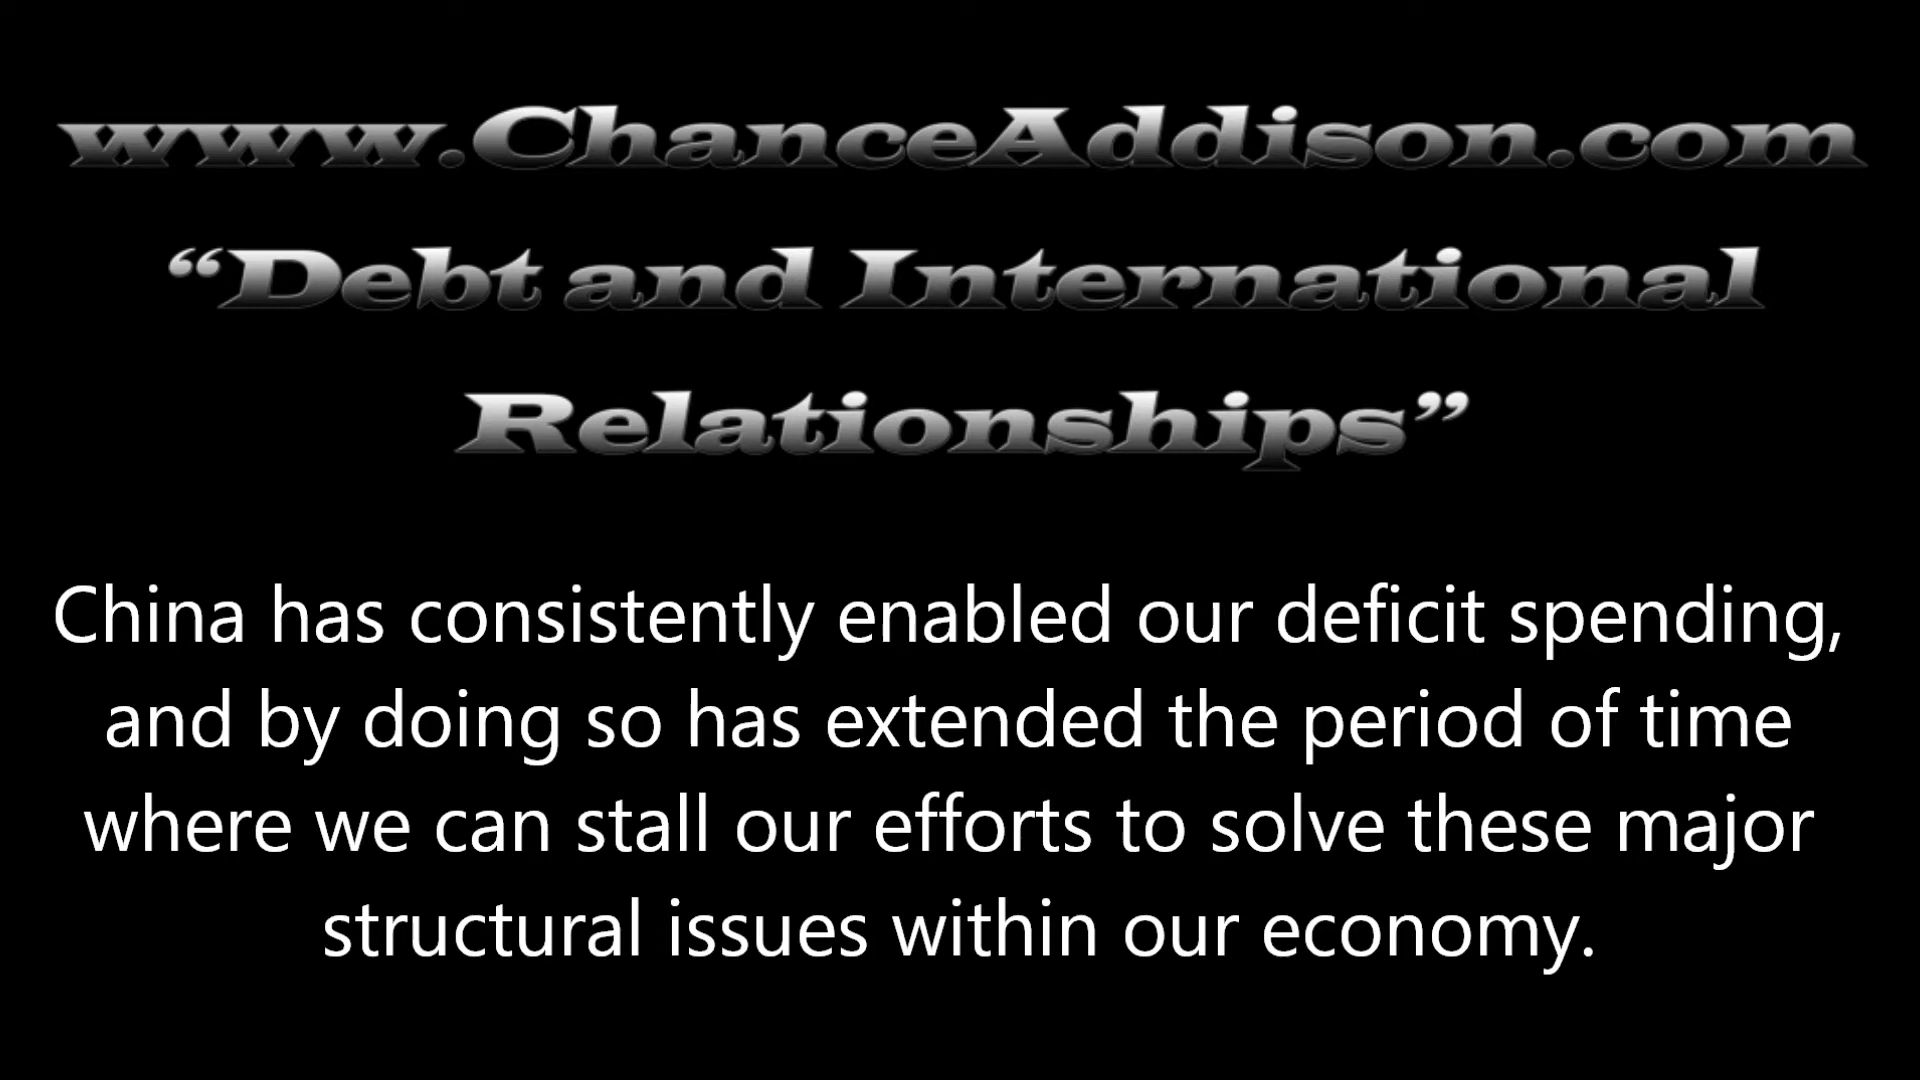 www.ChanceAddison.com
“Debt and International
Relationships”
China has consistently enabled our deficit spending,
and by doing so has extended the period of time
where we can stall our efforts to solve these major
structural issues within our economy.